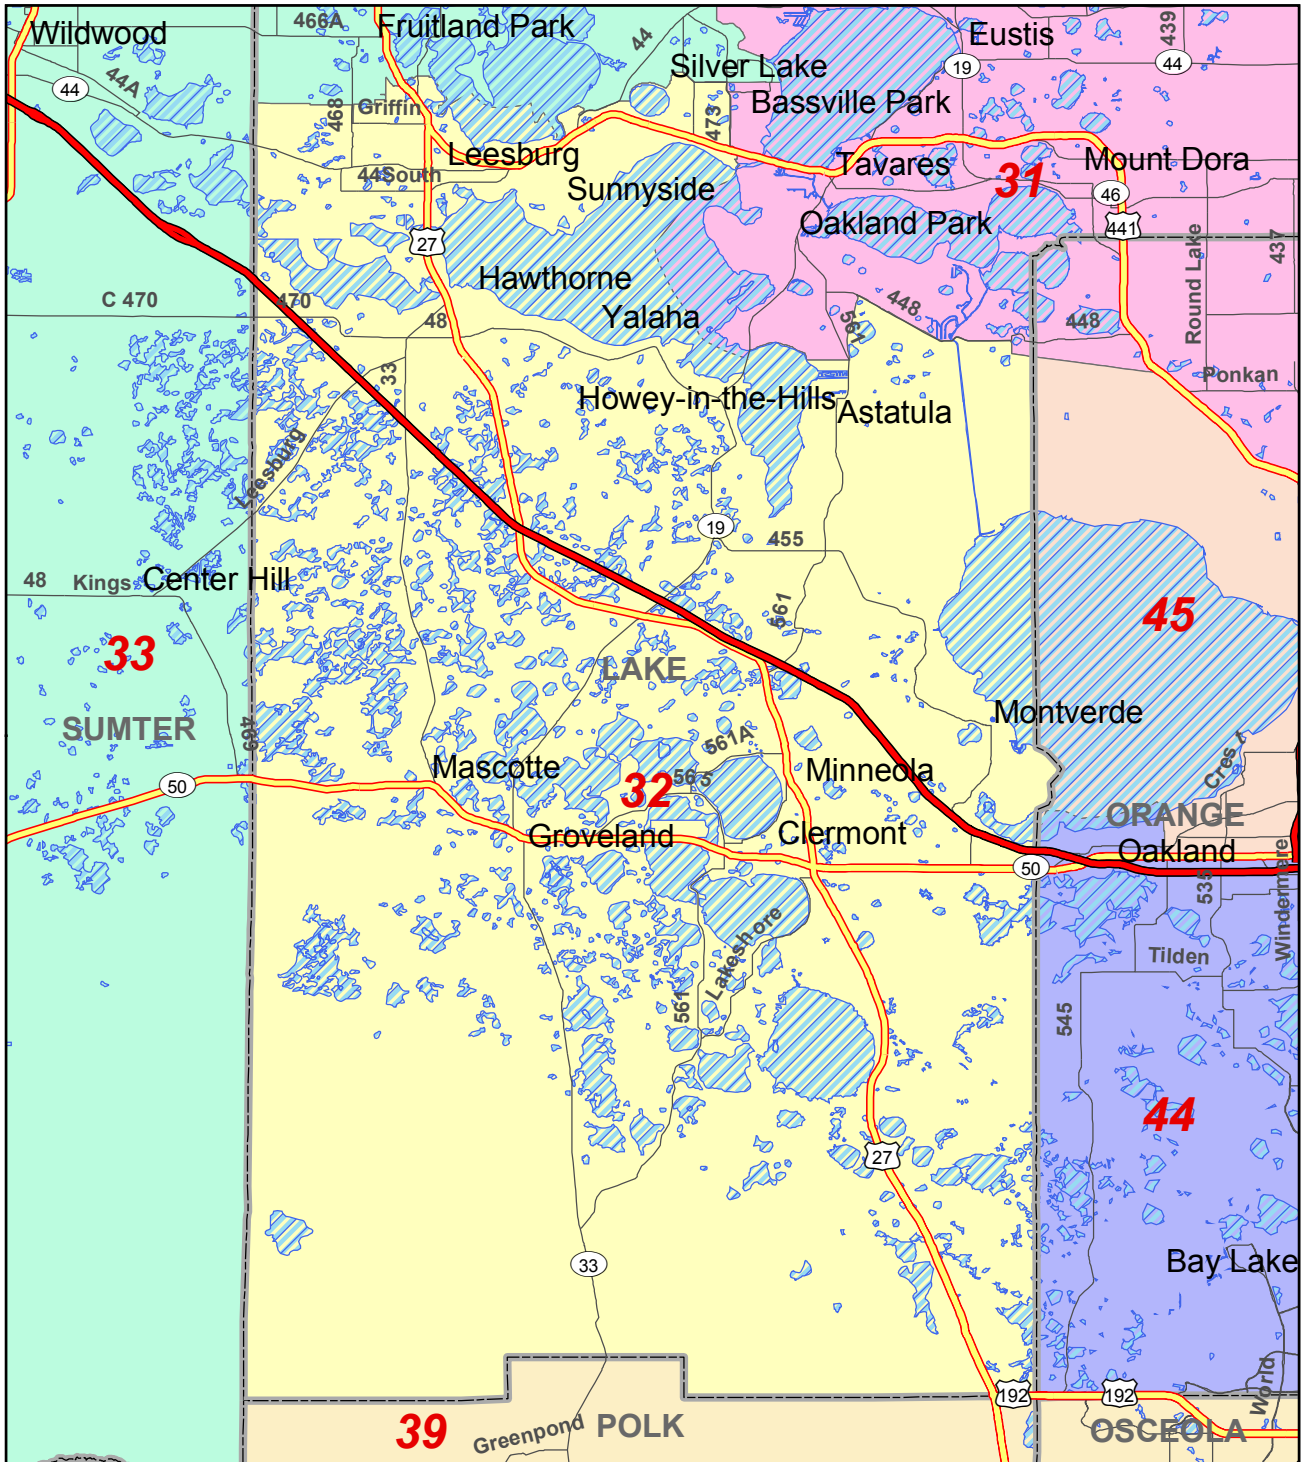 466A
Fruitland Park
Wildwood
44
439
Eustis
Silver Lake
19
44
44A
44
Bassville Park
468
Griffin
473
Leesburg
Tavares
Mount Dora
44South
31
Sunnyside
46
Oakland Park
441
27
437
Hawthorne
Round Lake
C 470
470
448
Yalaha
48
561
448
33
Ponkan
Howey-in-the-Hills
Astatula
Leesburg
19
455
48
Kings
Center Hill
561
45
33
LAKE
Montverde
SUMTER
469
561A
Mascotte
565
Minneola
Crest
50
32
ORANGE
Groveland
Clermont
Oakland
50
535
Windermere
Lakeshore
Tilden
561
545
44
27
Bay Lake
33
192
192
World
39
Greenpond
POLK
OSCEOLA